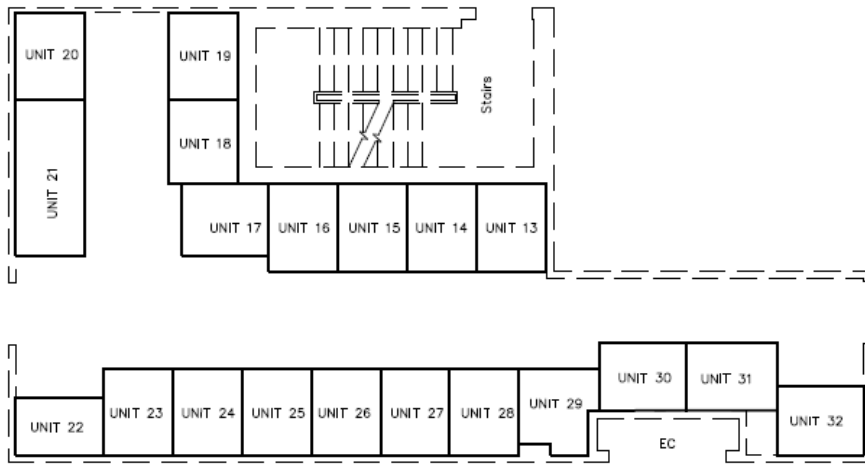 UNIT 20
UNIT 19
Stairs
UNIT 18
UNIT 21
UNIT 17
UNIT 16
UNIT 15
UNIT 14
UNIT 13
UNIT 30
UNIT 31
UNIT 29
UNIT 22
UNIT 23
UNIT 24
UNIT 25
UNIT 26
UNIT 27
UNIT 28
UNIT 32
EC